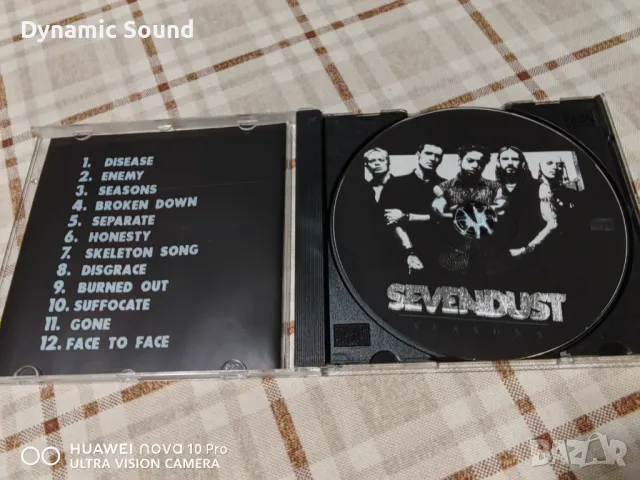 Dynamic Sound
1. DISEASE
2. ENEMY
3. SEASONS
4. BROKEN DOWN
5. SEPARATE
6. HONESTY
7. SKELETON SONG
8. DISGRACE
9. BURNED OUT
10. SUFFOCATE
11. GONE
12. FACE TO FACE
SEVENDUST
SEASONS
HUAWEI nova 10 Pro
ULTRA VISION CAMERA
BAZAR